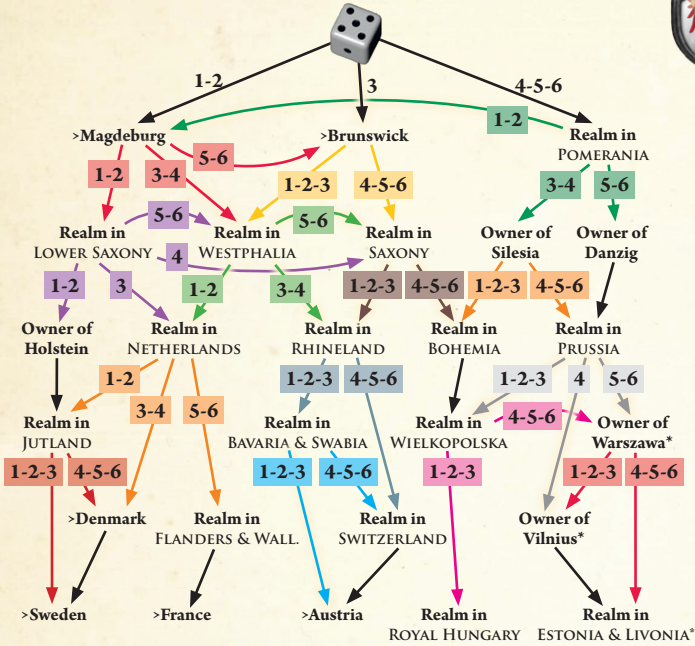 1-2
3
4-5-6
1-2
>Magdeburg
>Brunswick
Realm in
POMERANIA
5-6
1-2
3-4
1-2-3
4-5-6
3-4
5-6
5-6
5-6
Realm in
LOWER SAXONY
Realm in
WESTPHALIA
Realm in
SAXONY
Owner of
Silesia
Owner of
Danzig
4
1-2
3
1-2
3-4
1-2-3
4-5-6
1-2-3
4-5-6
Owner of
Holstein
Realm in
NETHERLANDS
Realm in
RHINELAND
Realm in
BOHEMIA
Realm in
PRUSSIA
1-2
3-4
5-6
1-2-3
4-5-6
1-2-3
4
5-6
4-5-6
Realm in
JUTLAND
Realm in
BAVARIA & SWABIA
Realm in
WIELKOPOLSKA
Owner of
Warszawa*
1-2-3
4-5-6
1-2-3
4-5-6
1-2-3
1-2-3
4-5-6
>Denmark
Realm in
FLANDERS & WALL.
Realm in
SWITZERLAND
Owner of
Vilnius*
>Sweden
>France
>Austria
Realm in
ROYAL HUNGARY
Realm in
ESTONIA & LIVONIA*